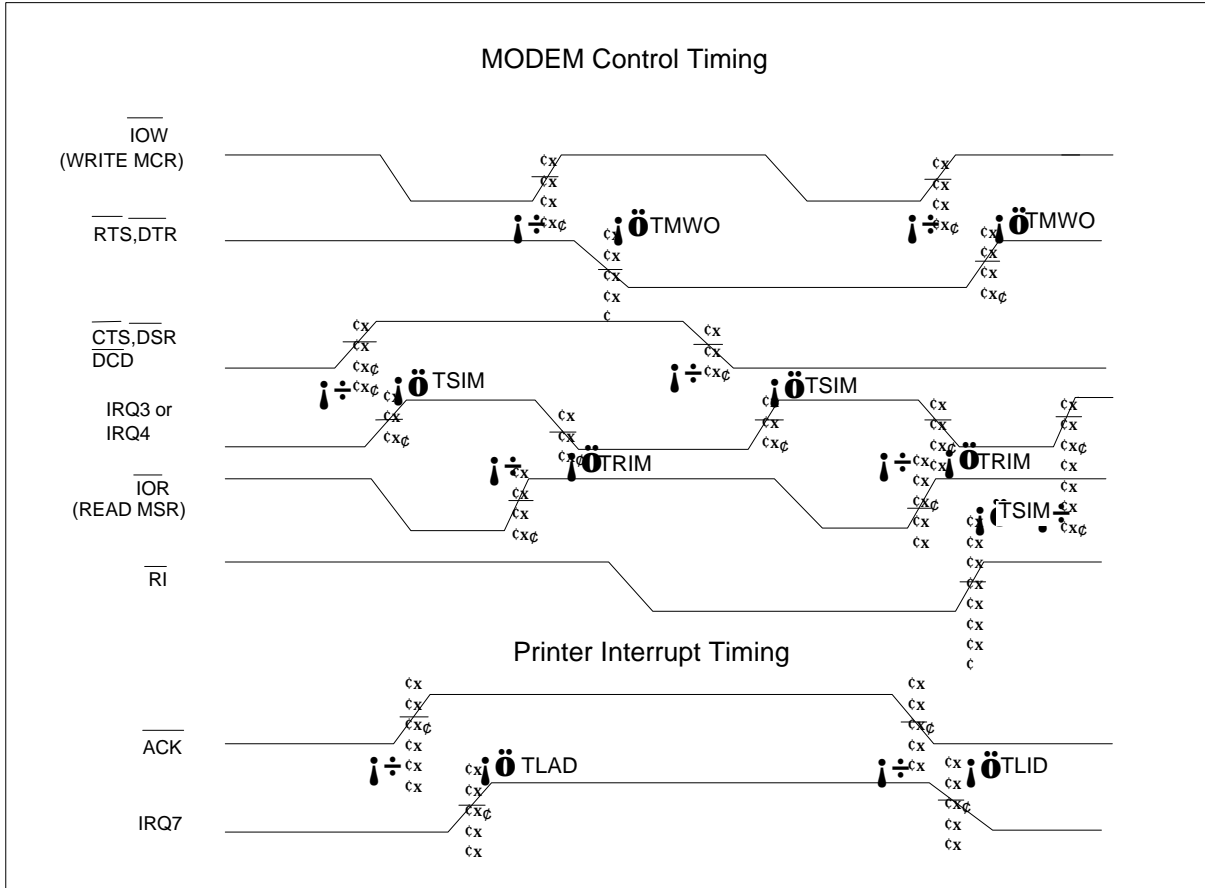 MODEM Control Timing
IOW
(WRITE MCR)
RTS,DTR
TMWO
TMWO
CTS,DSR
DCD
TSIM
TSIM
IRQ3 or
IRQ4
TRIM
TRIM
IOR
(READ MSR)
TSIM
RI
Printer Interrupt Timing
ACK
TLAD
TLID
IRQ7